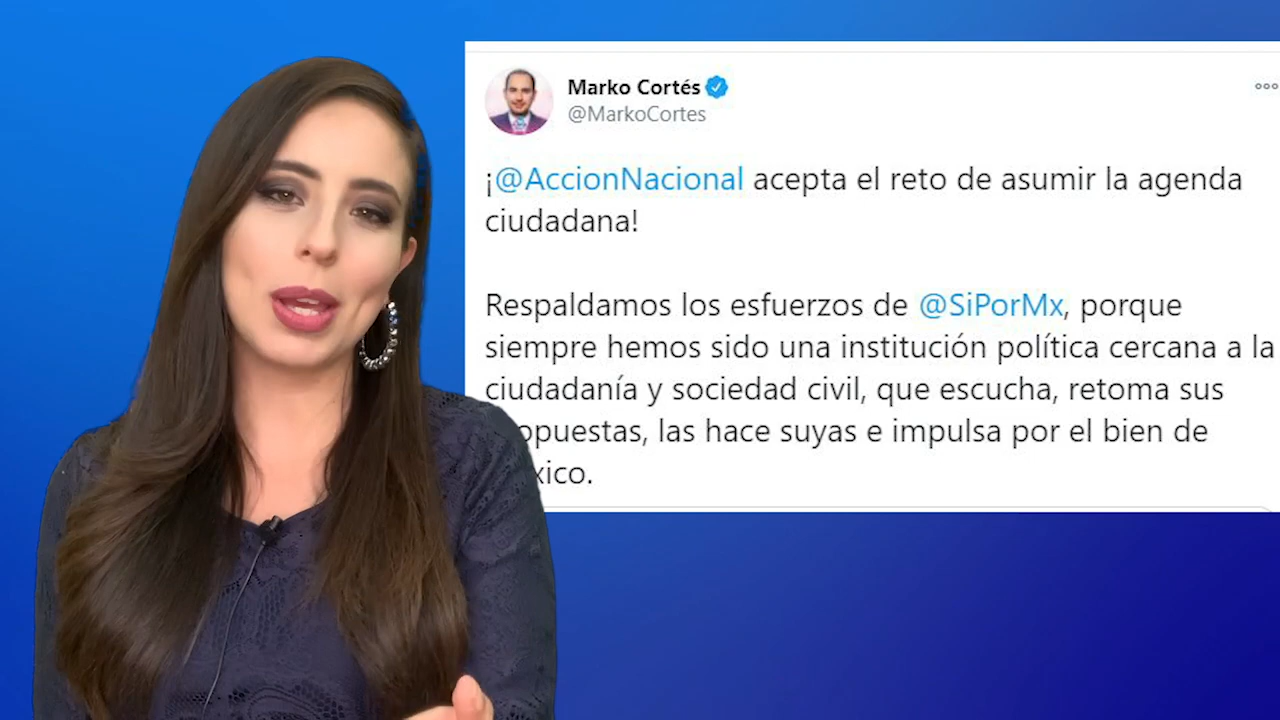 Marko Cortés
@MarkoCortes
¡@AccionNacional acepta el reto de asumir la agenda
ciudadana!
Respaldamos los esfuerzos de @SiPorMx, porque
siempre hemos sido una institución política cercana a la
ciudadanía y sociedad civil, que escucha, retoma sus
opuestas, las hace suyas e impulsa por el bien de
xico.